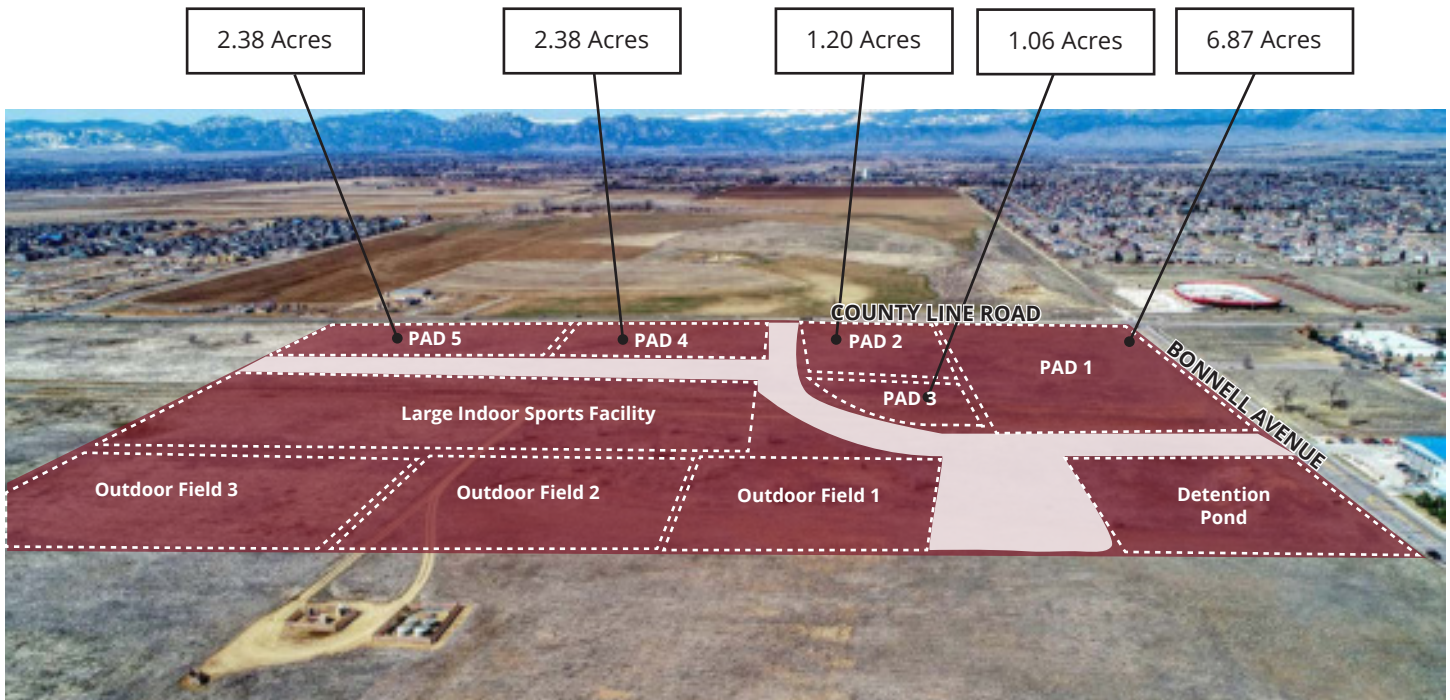 2.38 Acres
2.38 Acres
1.20 Acres
1.06 Acres
6.87 Acres
COUNTY LINE ROAD
PAD 5
PAD 4
PAD 2
PAD 1
BONNELL AVENUE
PAD 3
Large Indoor Sports Facility
Outdoor Field 3
Outdoor Field 2
Outdoor Field 1
Detention
Pond